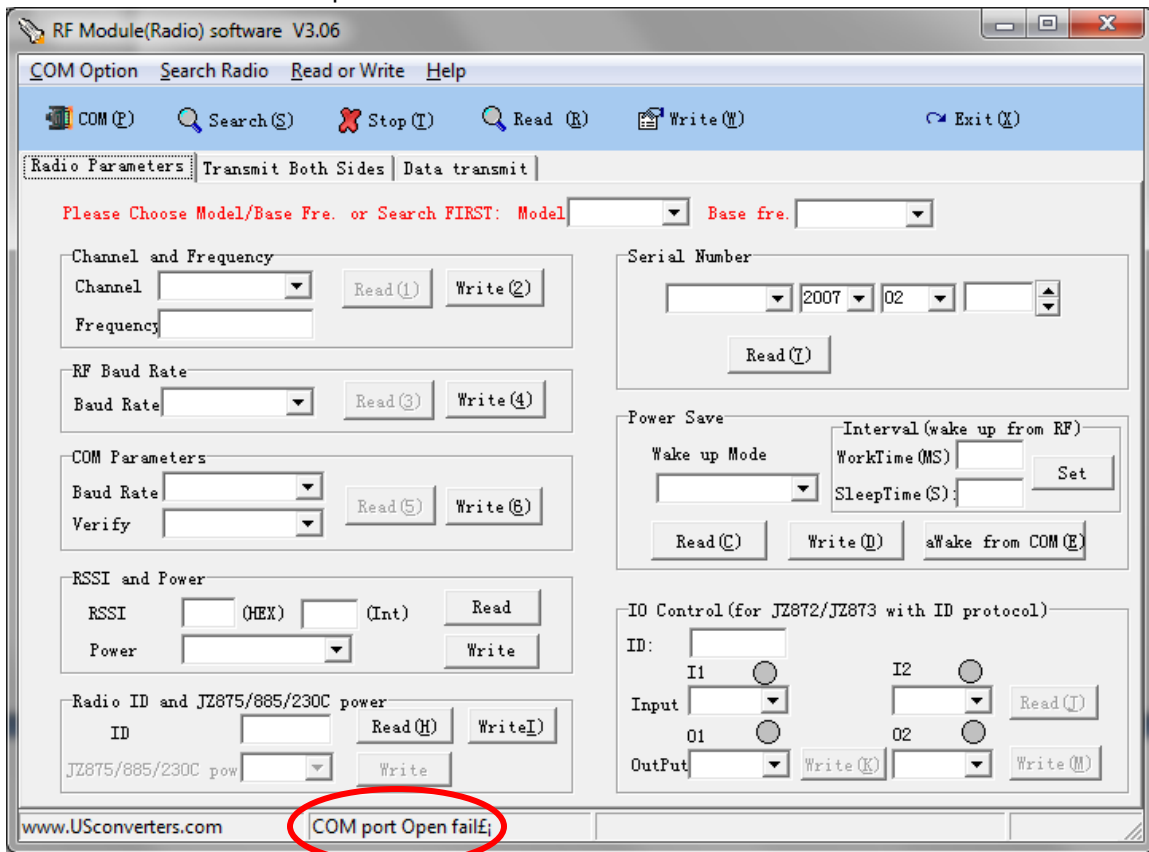 RF Module(Radio) software V3.06
COM Option Search Radio Read or Write Help
COM(P) Search(S) Stop(T) Read (R) Write(W) Exit(X)
Radio Parameters Transmit Both Sides Data transmit
Please Choose Model/Base Fre. or Search FIRST: Model Base fre.
Channel and Frequency
Channel Read(1) Write(2)
Frequency
RF Baud Rate
Baud Rate Read(3) Write(4)
COM Parameters
Baud Rate
Read(5) Write(6)
Verify
RSSI and Power
RSSI (HEX) (Int) Read
Power Write
Radio ID and JZ875/885/230C power
ID Read(H) WriteI)
JZ875/885/230C pow Write
Serial Number
2007 02
Read(7)
Power Save
Interval(wake up from RF)
Wake up Mode WorkTime(MS)
Set
SleepTime(S):
Read(C) Write(D) aWake from COM(E)
IO Control(for JZ872/JZ873 with ID protocol)
ID:
I1 I2
Input Read(J)
O1 O2
OutPut Write(K) Write(M)
www.USconverters.com COM port Open fail£¡